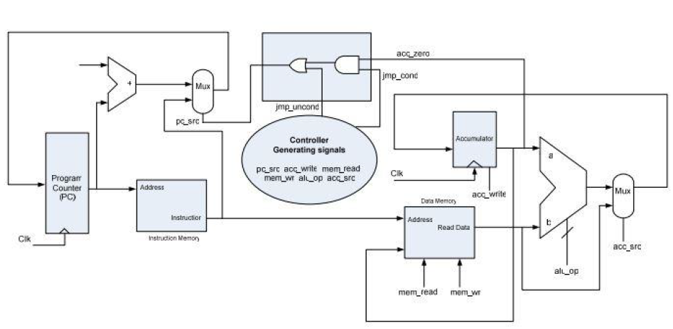 acc_zero
jmp_cond
+
Mux
jmp_uncond
pc_src
Controller
Generating signals
pc_src acc_write mem_read
mem_wr alu_op acc_src
Accumulator
a
Program
Counter
(PC)
Address
Instruction
Clk
acc_write
Mux
Data Memory
Address
Read Data
b
Clk
Instruction Memory
acc_src
alu_op
mem_read
mem_wr